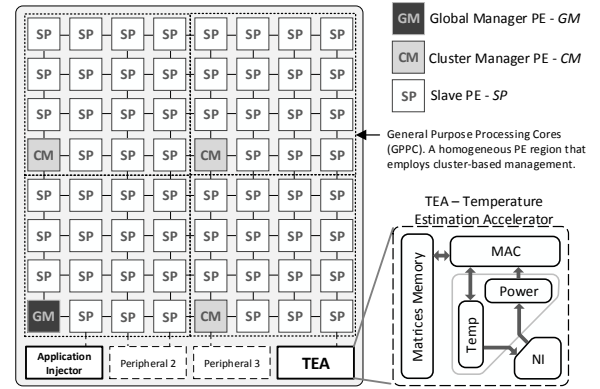 SP SP SP SP SP SP SP SP
SP SP SP SP SP SP SP SP
SP SP SP SP SP SP SP SP
CM SP SP SP CM SP SP SP
SP SP SP SP SP SP SP SP
SP SP SP SP SP SP SP SP
SP SP SP SP SP SP SP SP
GM SP SP SP CM SP SP SP
Application
Injector
Peripheral 2
Peripheral 3
TEA
GM Global Manager PE - GM
CM Cluster Manager PE - CM
SP Slave PE - SP
General Purpose Processing Cores
(GPPC). A homogeneous PE region that
employs cluster-based management.
TEA – Temperature
Estimation Accelerator
Matrices Memory
MAC
Power
Temp
NI